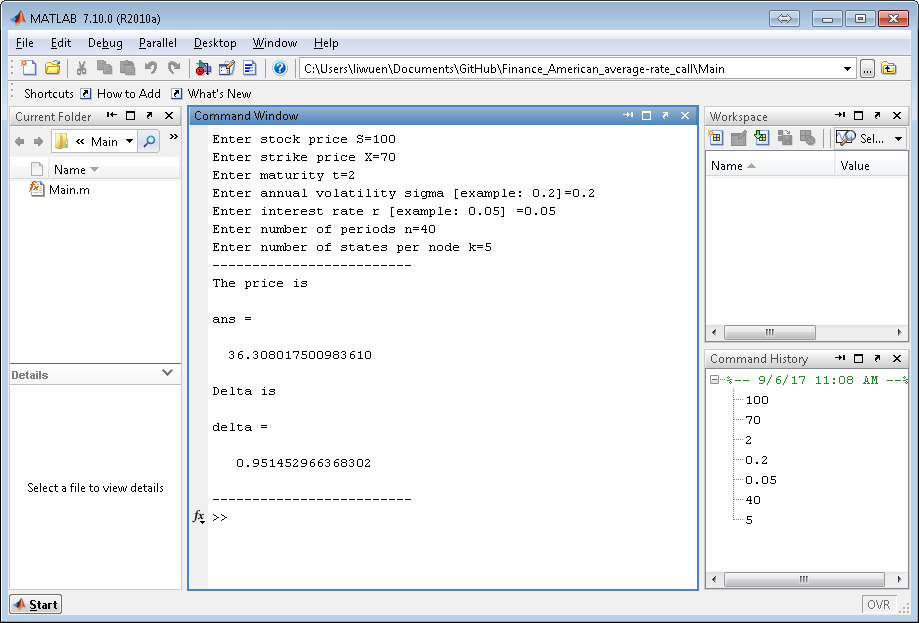 MATLAB 7.10.0 (R2010a)
File Edit Debug Parallel Desktop Window Help
C:\Users\liwuen\Documents\GitHub\Finance_American_average-rate_call\Main
...
Shortcuts How to Add What's New
Current Folder
« Main
»
Name
Main.m
Details
Select a file to view details
Command Window
Enter stock price S=100
Enter strike price X=70
Enter maturity t=2
Enter annual volatility sigma [example: 0.2]=0.2
Enter interest rate r [example: 0.05] =0.05
Enter number of periods n=40
Enter number of states per node k=5
-------------------------
The price is
ans =
36.308017500983610
Delta is
delta =
0.951452966368302
-------------------------
fx >>
Workspace
Sel...
Name Value
Command History
%-- 9/6/17 11:08 AM --%
100
70
2
0.2
0.05
40
5
Start
OVR